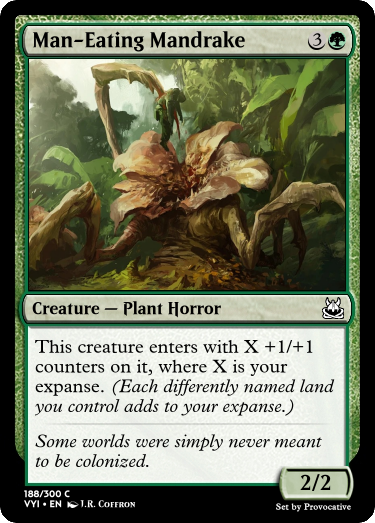 Man-Eating Mandrake 3
Creature — Plant Horror
This creature enters with X +1/+1
counters on it, where X is your
expanse. (Each differently named land
you control adds to your expanse.)
Some worlds were simply never meant
to be colonized.
2/2
188/300 C
VYI • EN J.R. Coffron
Set by Provocative